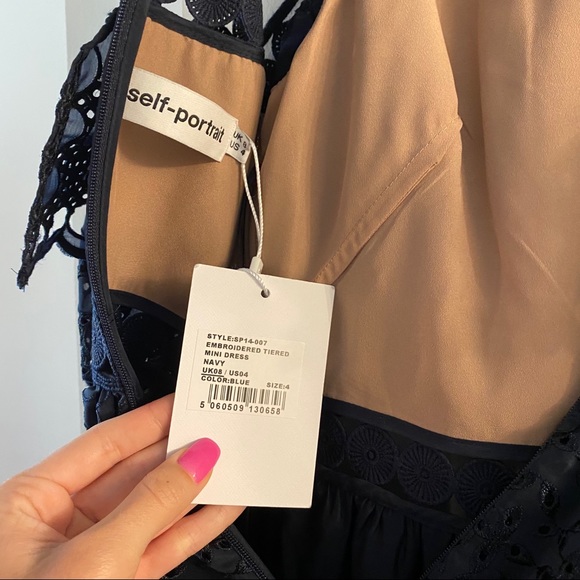 self-portrait
UK 8
US 4
STYLE:SP14-007
EMBROIDERED TIERED
MINI DRESS
NAVY
UK08 / US04
COLOR:BLUE SIZE:4
5 060509 130658